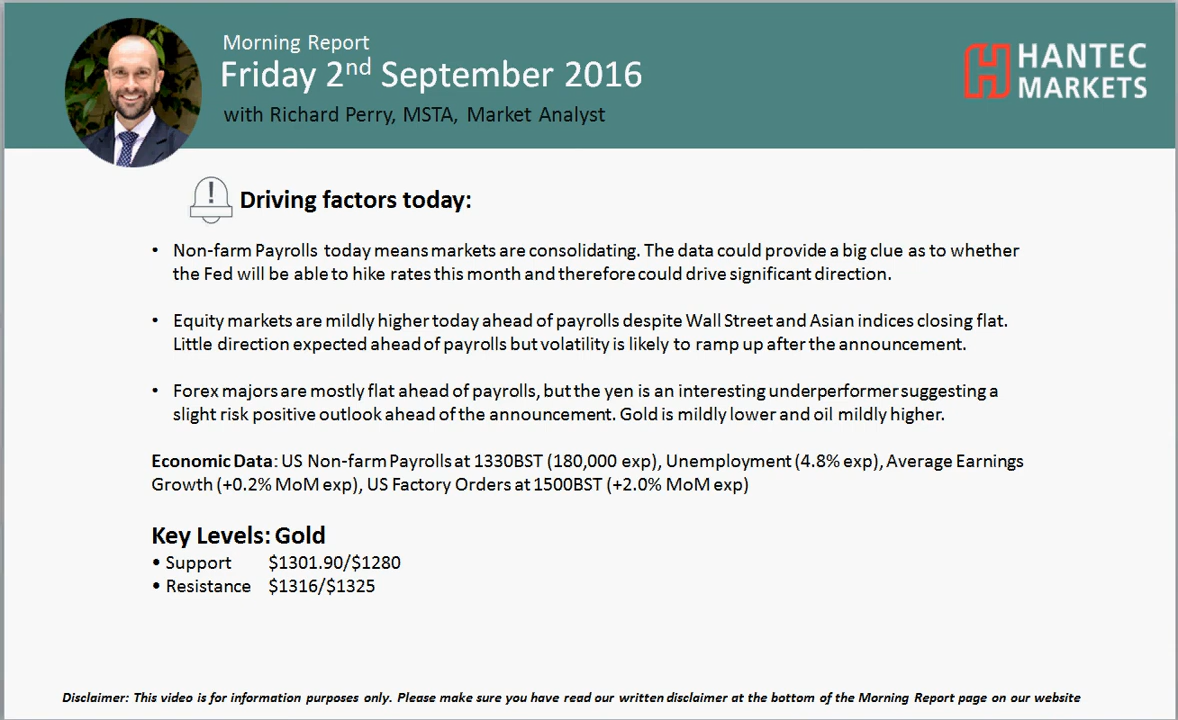 Morning Report
Friday 2nd September 2016
with Richard Perry, MSTA, Market Analyst
HANTEC
MARKETS
Driving factors today:
• Non-farm Payrolls today means markets are consolidating. The data could provide a big clue as to whether
the Fed will be able to hike rates this month and therefore could drive significant direction.
• Equity markets are mildly higher today ahead of payrolls despite Wall Street and Asian indices closing flat.
Little direction expected ahead of payrolls but volatility is likely to ramp up after the announcement.
• Forex majors are mostly flat ahead of payrolls, but the yen is an interesting underperformer suggesting a
slight risk positive outlook ahead of the announcement. Gold is mildly lower and oil mildly higher.
Economic Data: US Non-farm Payrolls at 1330BST (180,000 exp), Unemployment (4.8% exp), Average Earnings
Growth (+0.2% MoM exp), US Factory Orders at 1500BST (+2.0% MoM exp)
Key Levels: Gold
• Support $1301.90/$1280
• Resistance $1316/$1325
Disclaimer: This video is for information purposes only. Please make sure you have read our written disclaimer at the bottom of the Morning Report page on our website